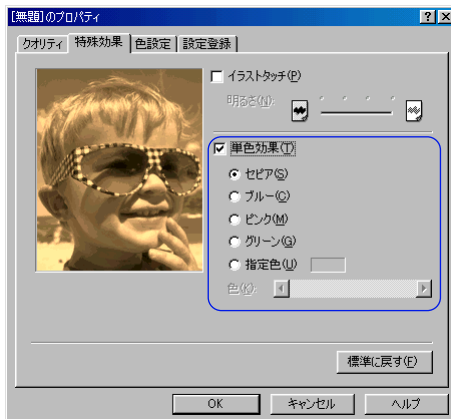 [無題]のプロパティ
クオリティ 特殊効果 色設定 設定登録
イラストタッチ(P)
明るさ(N):
単色効果(T)
セピア(S)
ブルー(C)
ピンク(M)
グリーン(G)
指定色(U)
色(K):
標準に戻す(F)
OK キャンセル ヘルプ